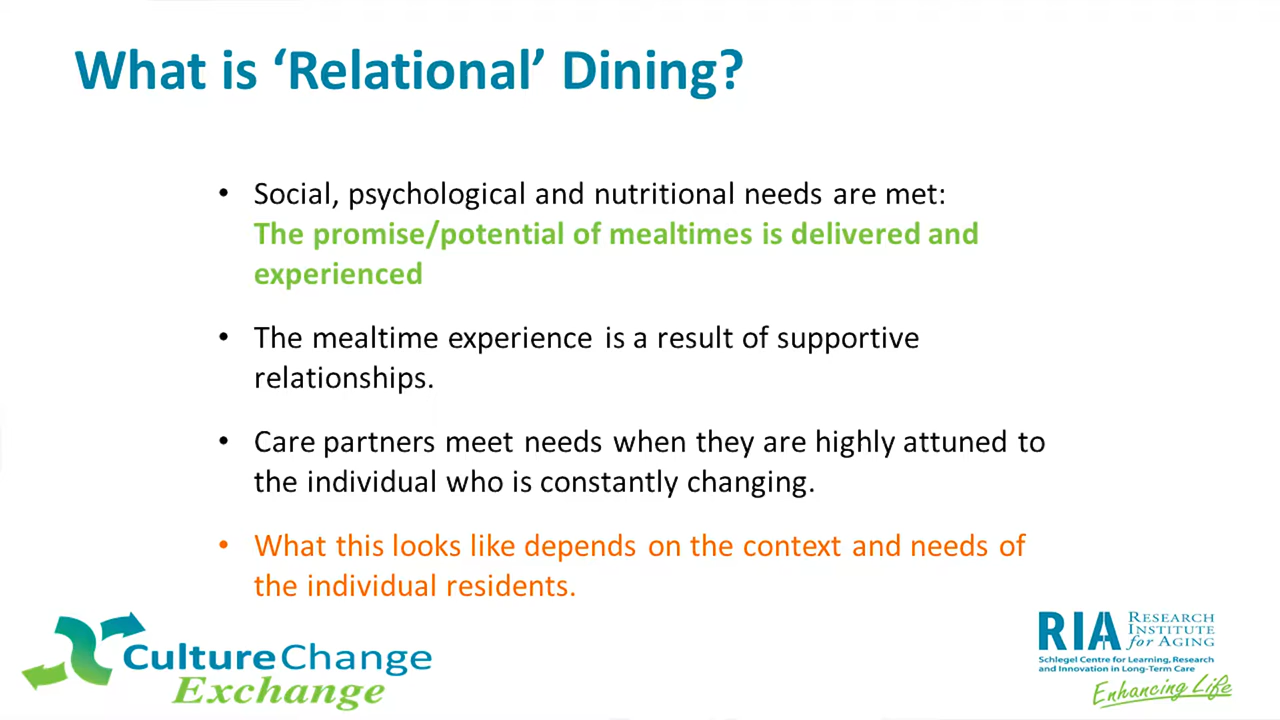 What is ‘Relational’ Dining?
• Social, psychological and nutritional needs are met:
The promise/potential of mealtimes is delivered and
experienced
• The mealtime experience is a result of supportive
relationships.
• Care partners meet needs when they are highly attuned to
the individual who is constantly changing.
• What this looks like depends on the context and needs of
the individual residents.
CultureChange
Exchange
RIA
RESEARCH
INSTITUTE
for AGING
Schlegel Centre for Learning, Research
and Innovation in Long-Term Care
Enhancing Life